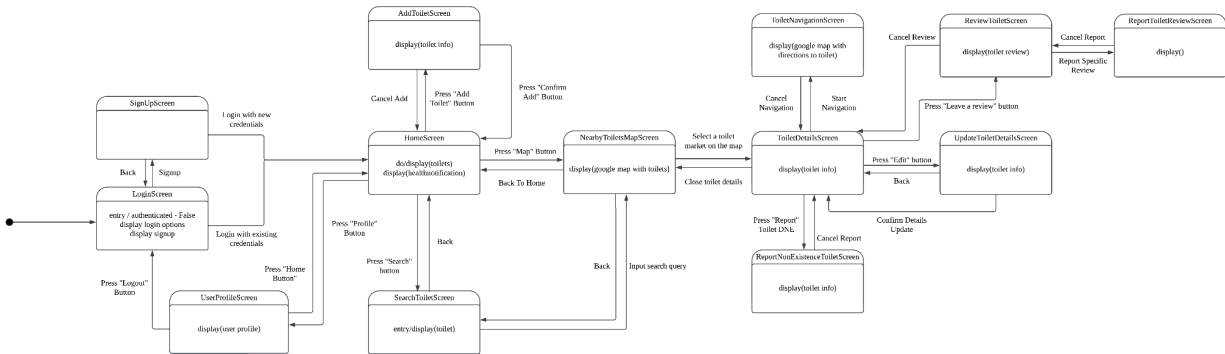 AddToiletScreen
display(toilet info)
Cancel Add
Press "Add
Toilet" Button
Press "Confirm
Add" Button
ToiletNavigationScreen
display(google map with
directions to toilet)
Cancel
Navigation
Start
Navigation
Cancel Review
ReviewToiletScreen
display(toilet review)
Cancel Report
Report Specific
Review
ReportToiletReviewScreen
display()
Press "Leave a review" button
SignUpScreen
Login with new
credentials
Back
Signup
LoginScreen
entry / authenticated - False
display login options
display signup
Login with existing
credentials
HomeScreen
do/display(toilets)
display(healthnotification)
Press "Map" Button
Back To Home
NearbyToiletsMapScreen
display(google map with toilets)
Select a toilet
market on the map
Close toilet details
ToiletDetailsScreen
display(toilet info)
Press "Edit" button
Back
UpdateToiletDetailsScreen
display(toilet info)
Confirm Details
Update
Press "Report"
Toilet DNE
Cancel Report
ReportNonExistenceToiletScreen
display(toilet info)
Press "Profile"
Button
Press "Home
Button"
Press "Logout"
Button
UserProfileScreen
display(user profile)
Press "Search"
button
Back
SearchToiletScreen
entry/display(toilet)
Back
Input search query